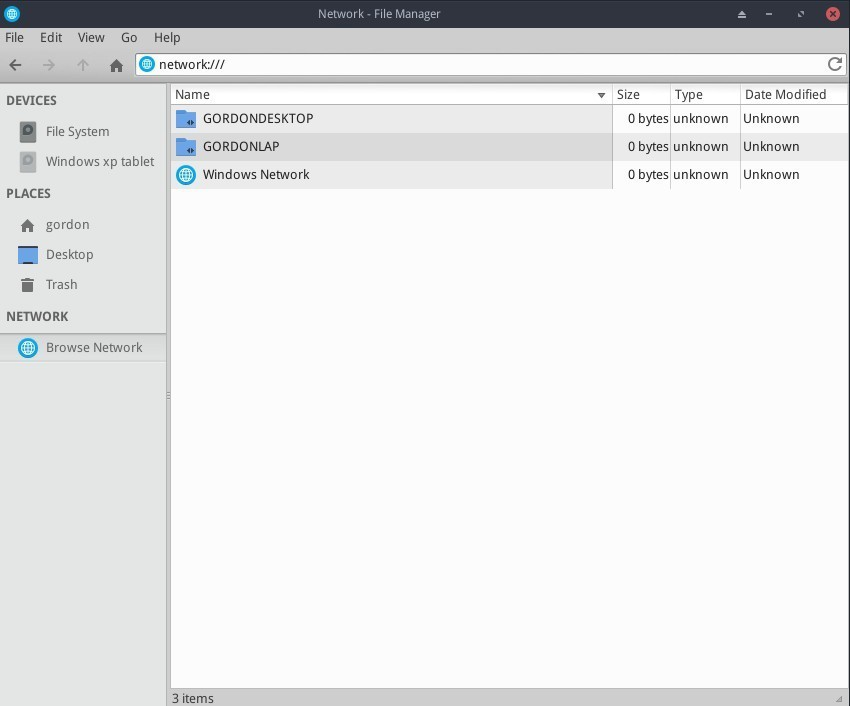 Network - File Manager
File Edit View Go Help
network:///
DEVICES
File System
Windows xp tablet
PLACES
gordon
Desktop
Trash
NETWORK
Browse Network
Name Size Type Date Modified
GORDONDESKTOP 0 bytes unknown Unknown
GORDONLAP 0 bytes unknown Unknown
Windows Network 0 bytes unknown Unknown
3 items